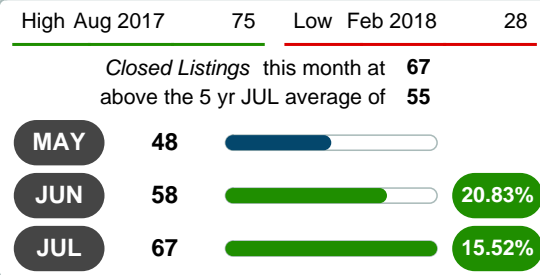 High Aug 2017 75 Low Feb 2018 28
Closed Listings this month at 67
above the 5 yr JUL average of 55
MAY 48
JUN 58 20.83%
JUL 67 15.52%